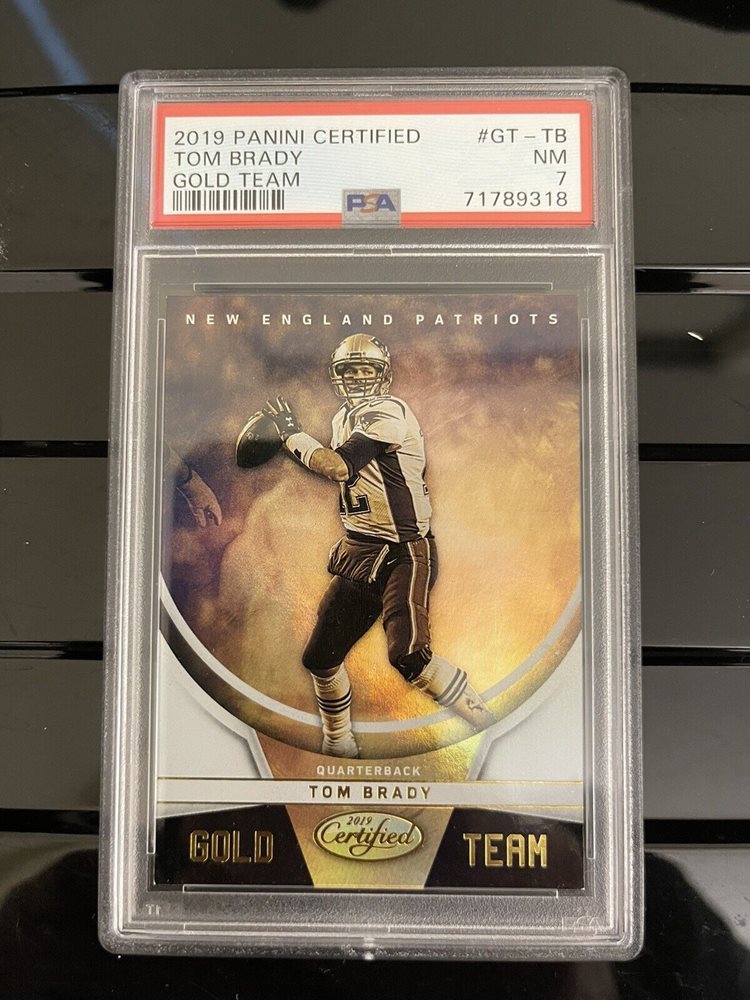 2019 PANINI CERTIFIED #GT-TB
TOM BRADY NM
GOLD TEAM 7
PSA 71789318
NEW ENGLAND PATRIOTS
12
QUARTERBACK
TOM BRADY
2019
Certified
GOLD TEAM